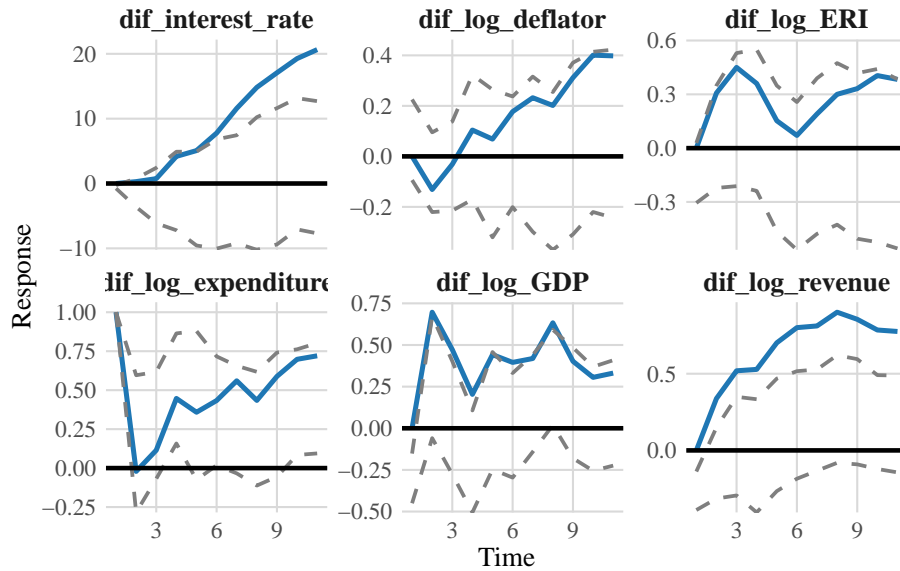 dif_interest_rate
dif_log_deflator
dif_log_ERI
20
10
0
−10
0.4
0.2
0.0
−0.2
0.6
0.3
0.0
−0.3
Response
dif_log_expenditure
dif_log_GDP
dif_log_revenue
1.00
0.75
0.50
0.25
0.00
−0.25
0.75
0.50
0.25
0.00
−0.25
−0.50
0.5
0.0
3 6 9
3 6 9
3 6 9
Time